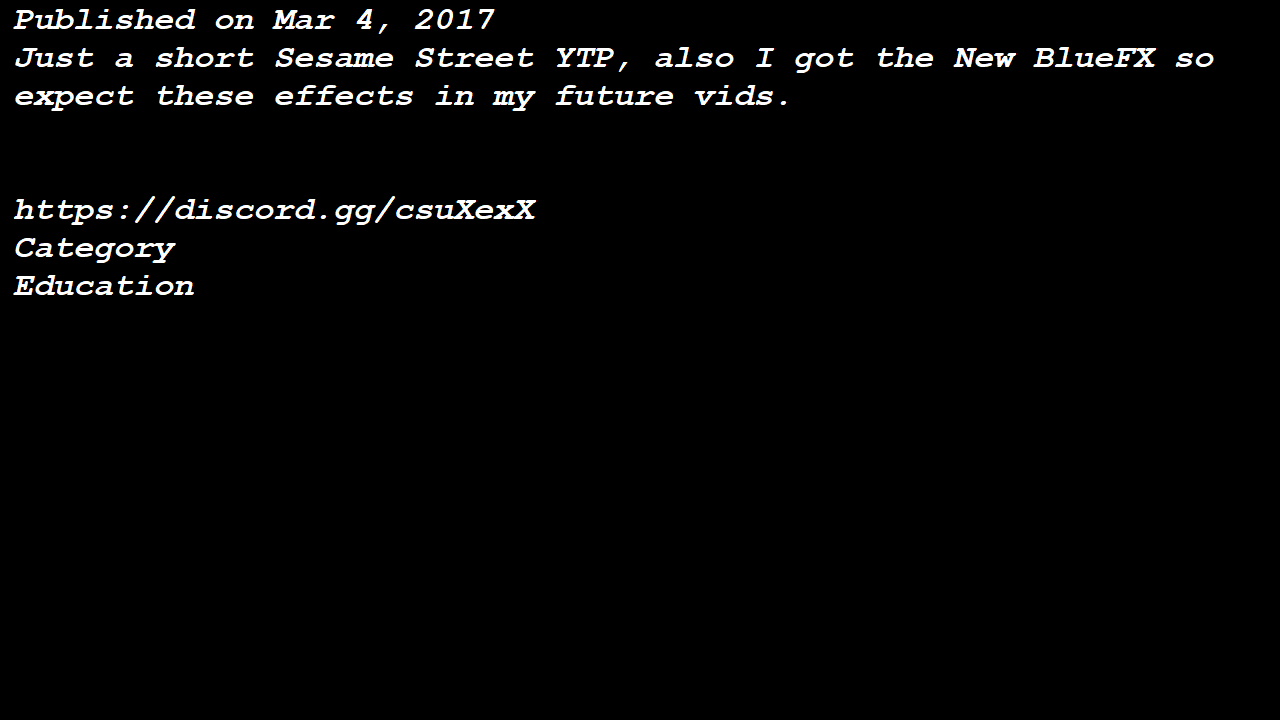 Published on Mar 4, 2017
Just a short Sesame Street YTP, also I got the New BlueFX so
expect these effects in my future vids.
https://discord.gg/csuXexX
Category
Education